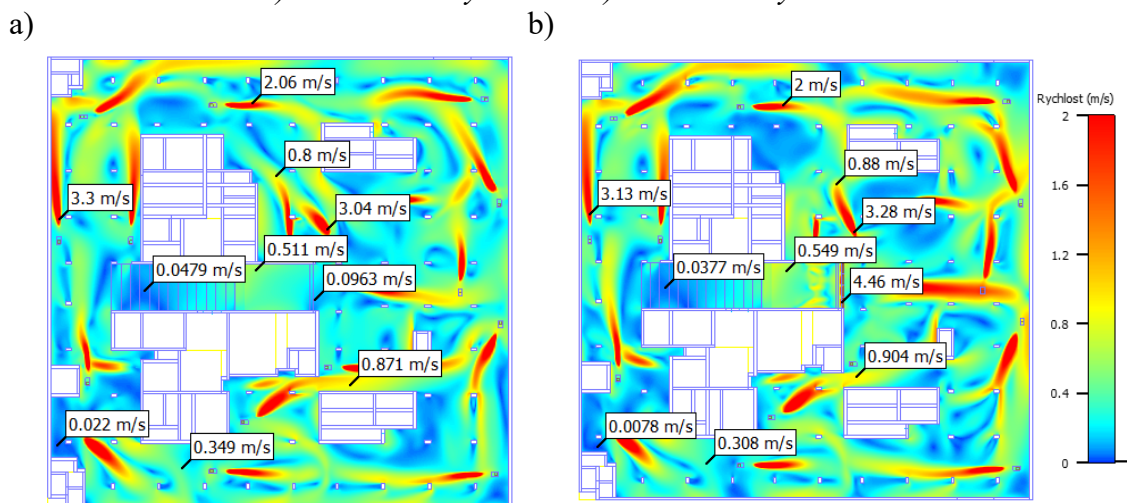 a)
b)
2.06 m/s
0.8 m/s
3.3 m/s
3.04 m/s
0.511 m/s
0.0479 m/s
0.0963 m/s
0.871 m/s
0.022 m/s
0.349 m/s
2 m/s
0.88 m/s
3.13 m/s
3.28 m/s
0.549 m/s
0.0377 m/s
4.46 m/s
0.904 m/s
0.0078 m/s
0.308 m/s
Rychlost (m/s)
2
1.6
1.2
0.8
0.4
0